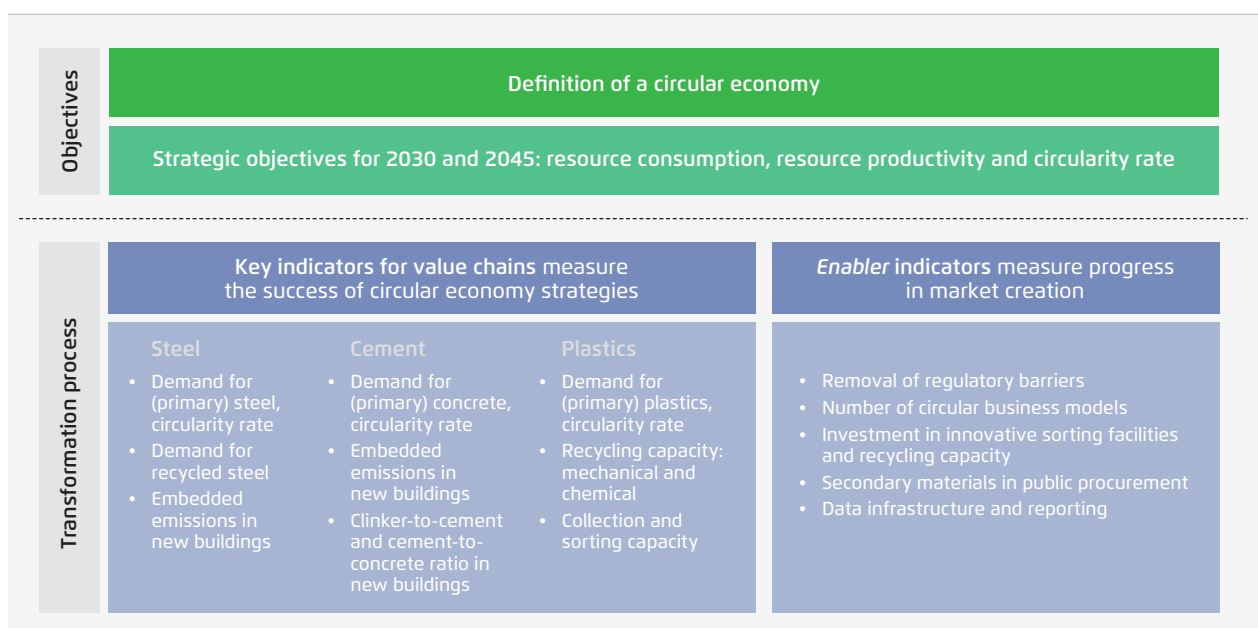 Objectives
Definition of a circular economy
Strategic objectives for 2030 and 2045: resource consumption, resource productivity and circularity rate
Transformation process
Key indicators for value chains measure
the success of circular economy strategies
Steel
• Demand for
(primary) steel,
circularity rate
• Demand for
recycled steel
• Embedded
emissions in
new buildings
Cement
• Demand for
(primary) concrete,
circularity rate
• Embedded
emissions in
new buildings
• Clinker-to-cement
and cement-to-
concrete ratio in
new buildings
Plastics
• Demand for
(primary) plastics,
circularity rate
• Recycling capacity:
mechanical and
chemical
• Collection and
sorting capacity
Enabler indicators measure progress
in market creation
• Removal of regulatory barriers
• Number of circular business models
• Investment in innovative sorting facilities
and recycling capacity
• Secondary materials in public procurement
• Data infrastructure and reporting